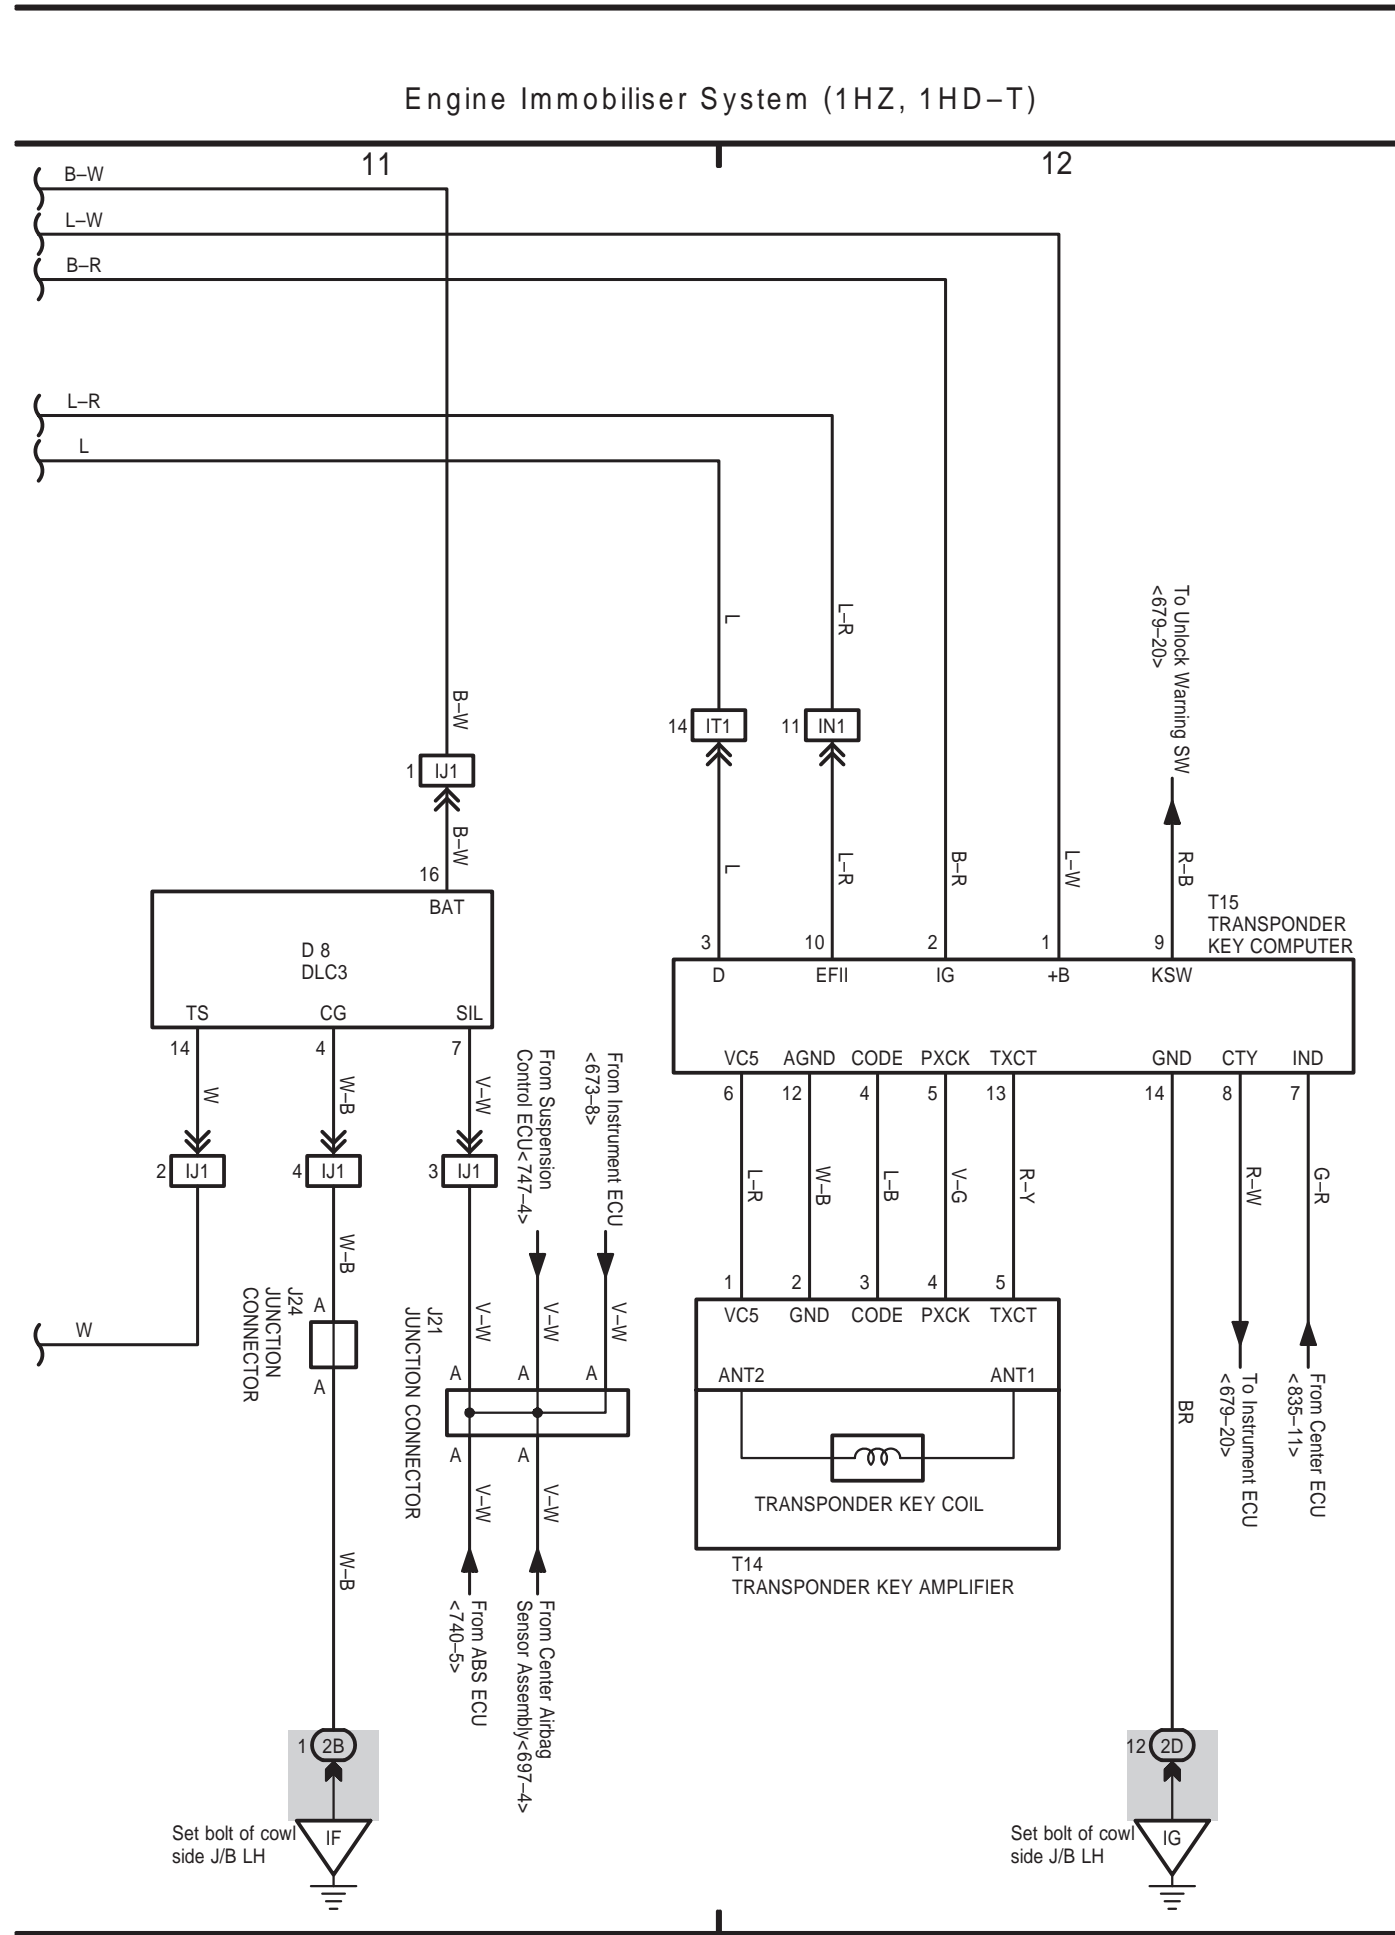 Engine Immobiliser System (1HZ, 1HD–T)
11
12
B–W
L–W
B–R
L–R
L
L
L–R
To Unlock Warning SW
<679–20>
B–W
14 IT1
11 IN1
1 IJ1
B–W
L
L–R
B–R
L–W
R–B
16
BAT
D 8
DLC3
TS
CG
SIL
T15
TRANSPONDER
KEY COMPUTER
3
10
2
1
9
D
EFII
IG
+B
KSW
VC5
AGND
CODE
PXCK
TXCT
GND
CTY
IND
14
4
7
W
W–B
V–W
From Suspension
Control ECU<747–4>
From Instrument ECU
<673–8>
6
12
4
5
13
14
8
7
2 IJ1
4 IJ1
3 IJ1
L–R
W–B
L–B
V–G
R–Y
R–W
G–R
W–B
J24
JUNCTION
CONNECTOR
A
A
W
J21
JUNCTION CONNECTOR
V–W
V–W
V–W
A
A
A
A
A
1
2
3
4
5
VC5
GND
CODE
PXCK
TXCT
ANT2
ANT1
TRANSPONDER KEY COIL
T14
TRANSPONDER KEY AMPLIFIER
BR
To Instrument ECU
<679–20>
From Center ECU
<835–11>
V–W
V–W
W–B
From ABS ECU
<740–5>
From Center Airbag
Sensor Assembly<697–4>
1 2B
12 2D
Set bolt of cowl
side J/B LH
IF
Set bolt of cowl
side J/B LH
IG